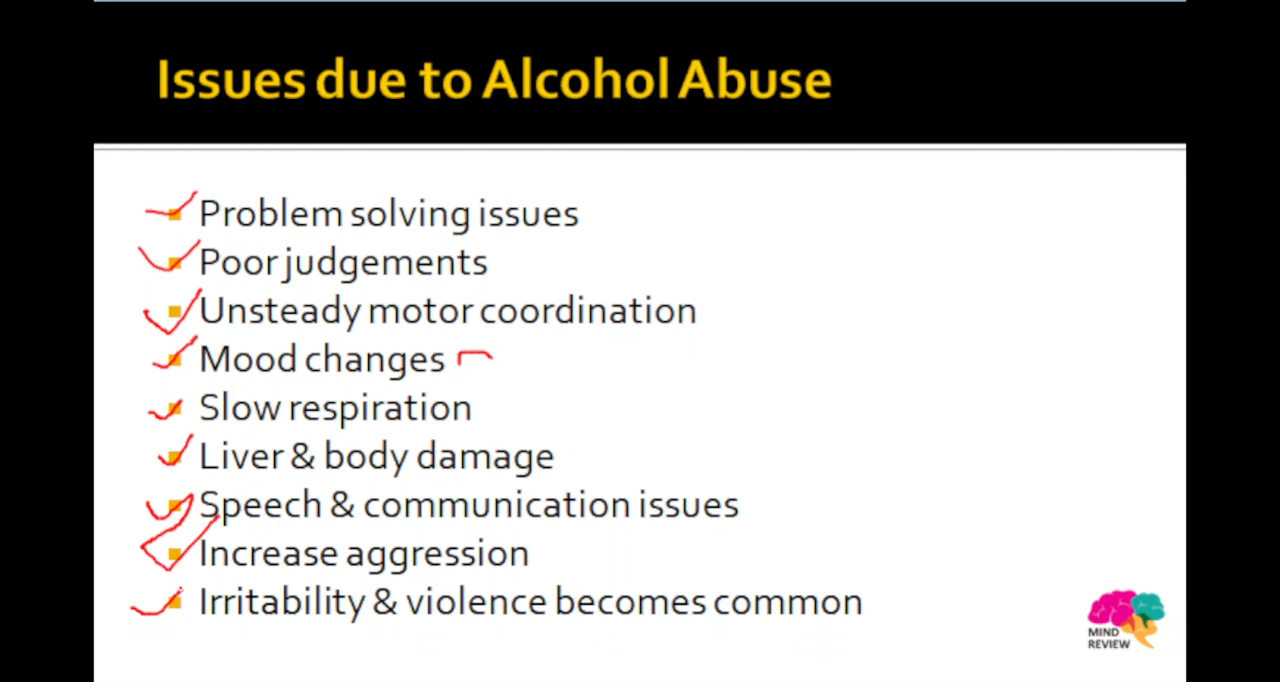 Issues due to Alcohol Abuse
Problem solving issues
Poor judgements
Unsteady motor coordination
Mood changes
Slow respiration
Liver & body damage
Speech & communication issues
Increase aggression
Irritability & violence becomes common
MIND
REVIEW